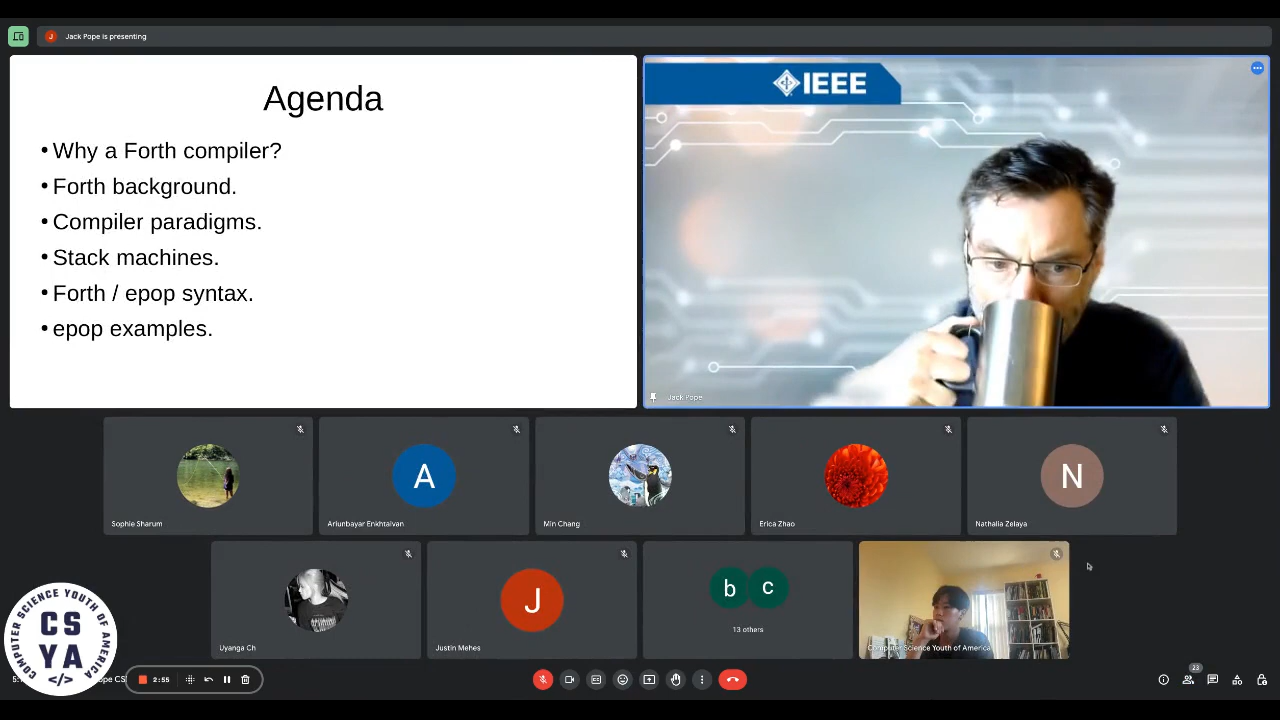 J Jack Pope is presenting
Agenda
• Why a Forth compiler?
• Forth background.
• Compiler paradigms.
• Stack machines.
• Forth / epop syntax.
• epop examples.
IEEE
Jack Pope
Sophie Sharum
A
Ariunbayar Enkhtaivan
Min Chang
Erica Zhao
N
Nathalia Zelaya
Uyanga Ch
J
Justin Mehes
b c
13 others
Computer Science Youth of America
COMPUTER SCIENCE YOUTH OF AMERICA
CS
YA
</>
2:55
23